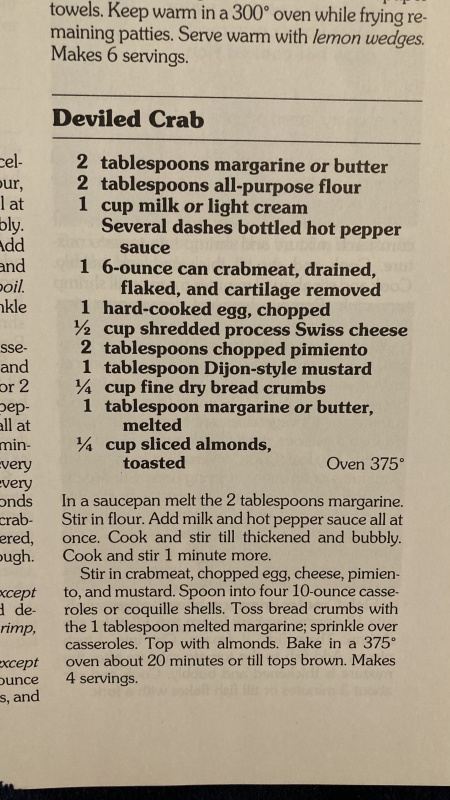 towels. Keep warm in a 300° oven while frying re-
maining patties. Serve warm with lemon wedges.
Makes 6 servings.
Deviled Crab
2 tablespoons margarine or butter
2 tablespoons all-purpose flour
1 cup milk or light cream
Several dashes bottled hot pepper
sauce
1 6-ounce can crabmeat, drained,
flaked, and cartilage removed
1 hard-cooked egg, chopped
½ cup shredded process Swiss cheese
2 tablespoons chopped pimiento
1 tablespoon Dijon-style mustard
¼ cup fine dry bread crumbs
1 tablespoon margarine or butter,
melted
¼ cup sliced almonds,
toasted Oven 375°
In a saucepan melt the 2 tablespoons margarine.
Stir in flour. Add milk and hot pepper sauce all at
once. Cook and stir till thickened and bubbly.
Cook and stir 1 minute more.
Stir in crabmeat, chopped egg, cheese, pimien-
to, and mustard. Spoon into four 10-ounce casse-
roles or coquille shells. Toss bread crumbs with
the 1 tablespoon melted margarine; sprinkle over
casseroles. Top with almonds. Bake in a 375°
oven about 20 minutes or till tops brown. Makes
4 servings.
cel-
our,
l at
bly.
Add
and
boil.
nkle
sse-
and
or 2
pep-
all at
min-
every
every
onds
crab-
ered,
ough.
xcept
d de-
rimp,
except
ounce
s, and